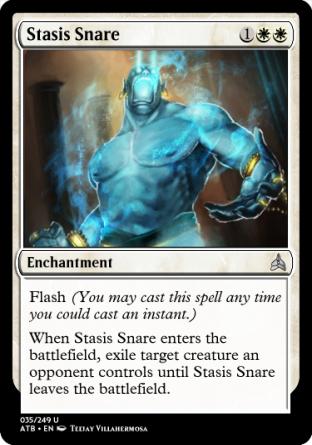 Stasis Snare 1
Enchantment
Flash (You may cast this spell any time
you could cast an instant.)
When Stasis Snare enters the
battlefield, exile target creature an
opponent controls until Stasis Snare
leaves the battlefield.
035/249 U
ATB • EN Teejay Villahermosa